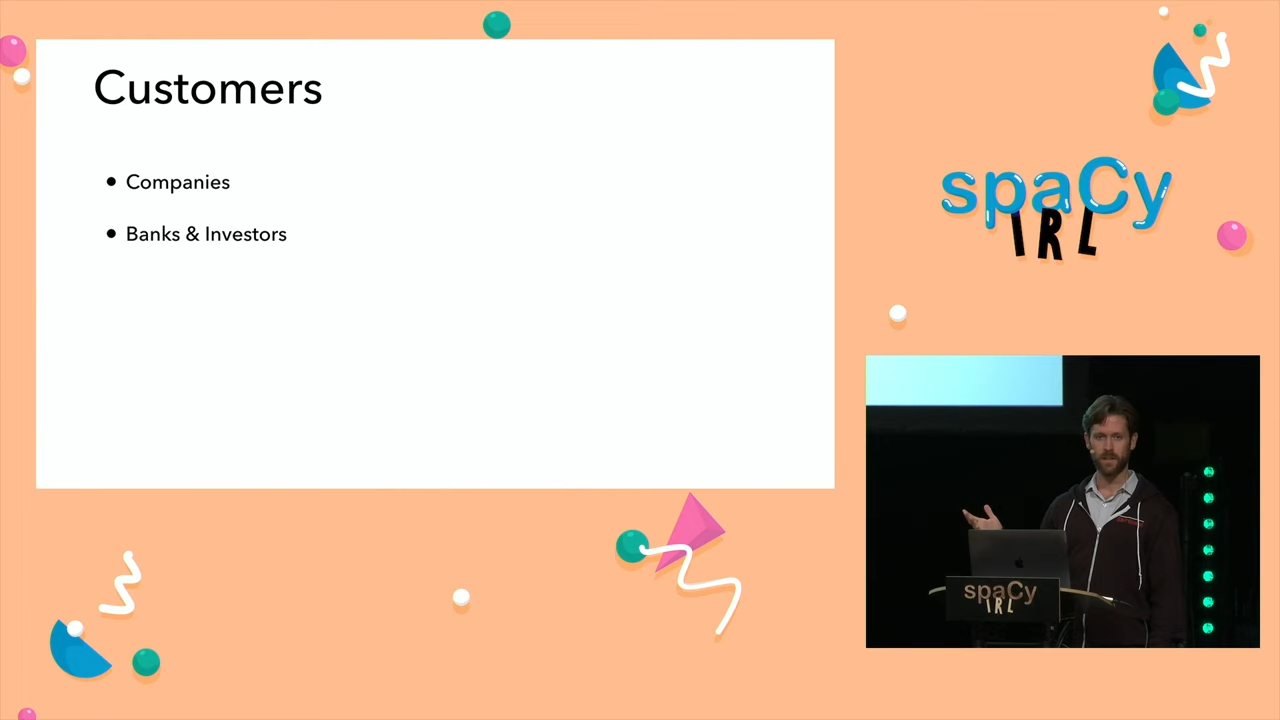 Customers
Companies
Banks & Investors
spaCy
IRL
spaCy
IRL